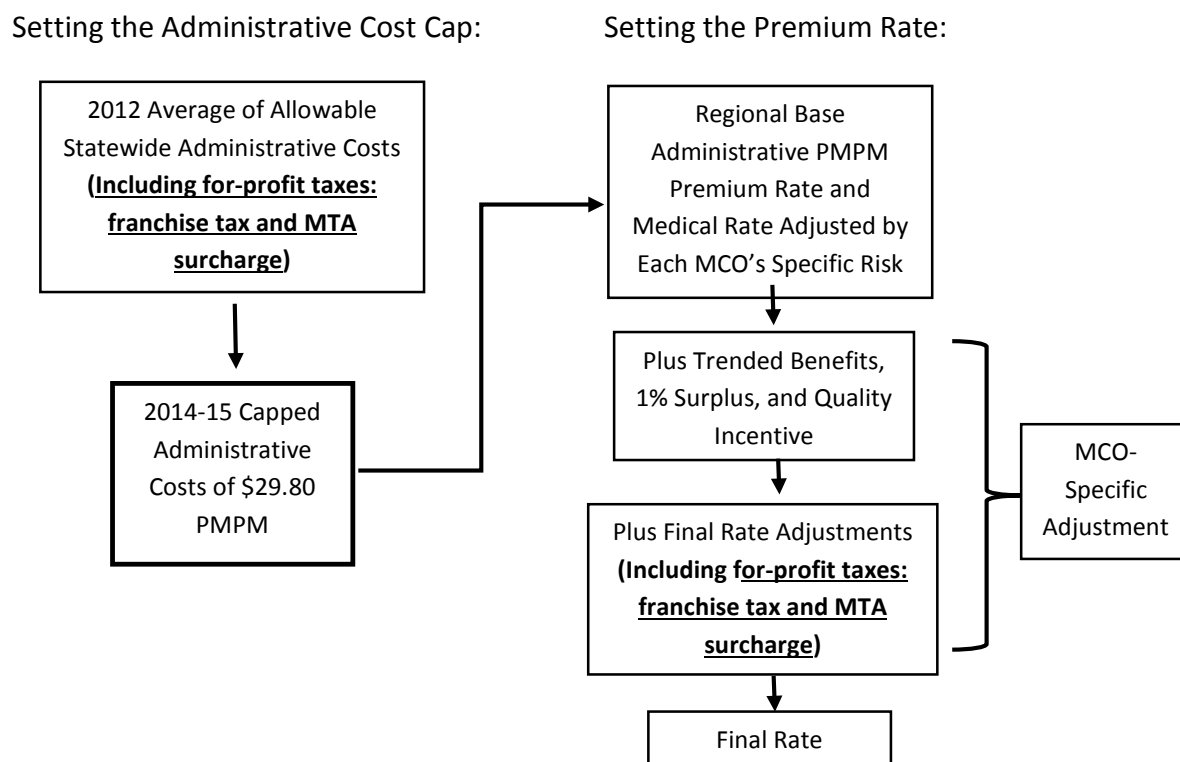 Setting the Administrative Cost Cap:
Setting the Premium Rate:
2012 Average of Allowable
Statewide Administrative Costs
(Including for-profit taxes:
franchise tax and MTA
surcharge)
2014-15 Capped
Administrative
Costs of $29.80
PMPM
Regional Base
Administrative PMPM
Premium Rate and
Medical Rate Adjusted by
Each MCO’s Specific Risk
Plus Trended Benefits,
1% Surplus, and Quality
Incentive
Plus Final Rate Adjustments
(Including for-profit taxes:
franchise tax and MTA
surcharge)
Final Rate
MCO-
Specific
Adjustment